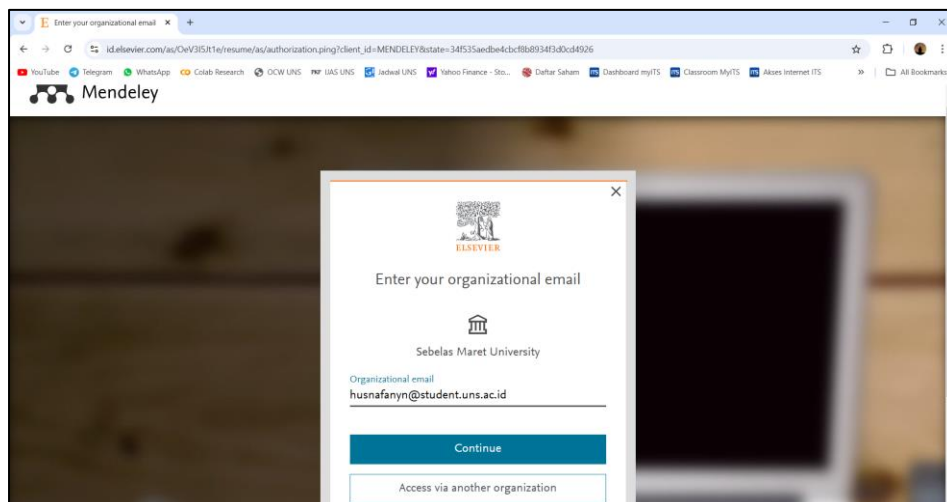 Enter your organizational email
id.elsevier.com/as/OeV3I5Jt1e/resume/as/authorization.ping?client_id=MENDELEY&state=34f535aedbe4cbcf8b8934f3d0cd4926
YouTube Telegram WhatsApp Colab Research OCW UNS UAS UNS Jadwal UNS Yahoo Finance - Sto... Daftar Saham Dashboard myITS Classroom MyITS Akses Internet ITS » All Bookmarks
Mendeley
ELSEVIER
Enter your organizational email
Sebelas Maret University
Organizational email
husnafanyn@student.uns.ac.id
Continue
Access via another organization